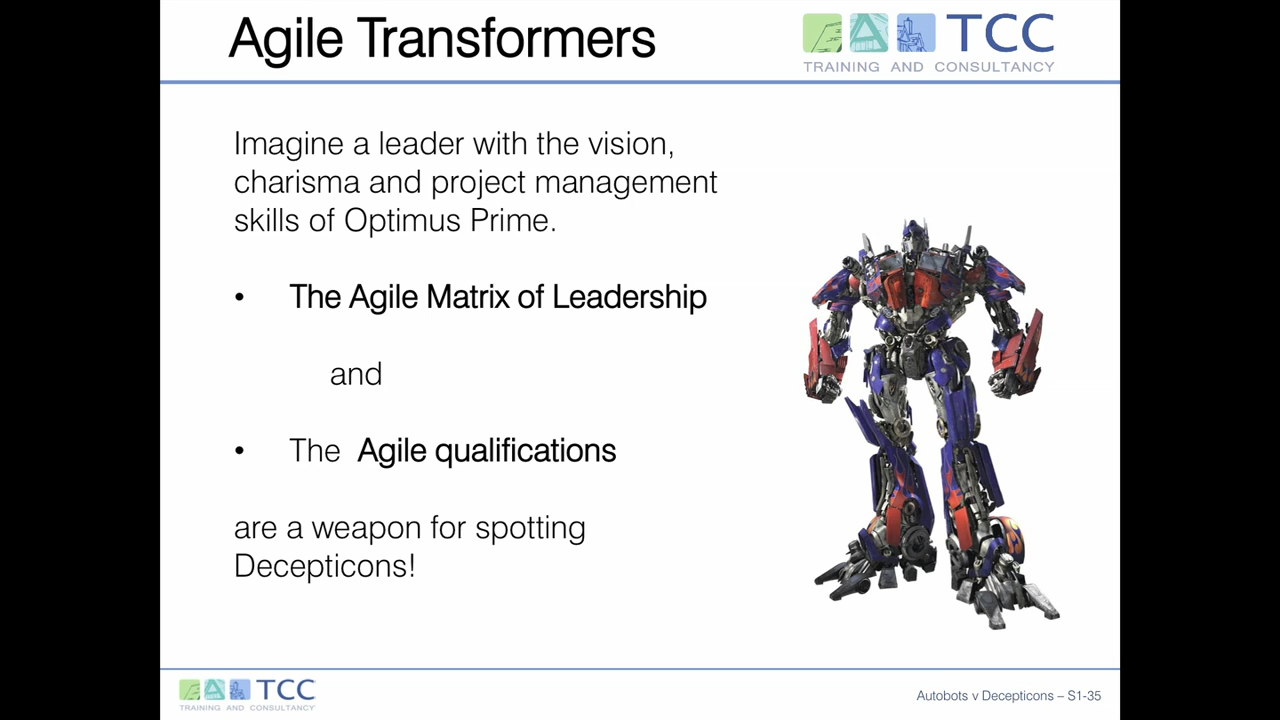 Agile Transformers
TCC
TRAINING AND CONSULTANCY
Imagine a leader with the vision,
charisma and project management
skills of Optimus Prime.
• The Agile Matrix of Leadership
and
• The Agile qualifications
are a weapon for spotting
Decepticons!
TCC
TRAINING AND CONSULTANCY
Autobots v Decepticons – S1-35